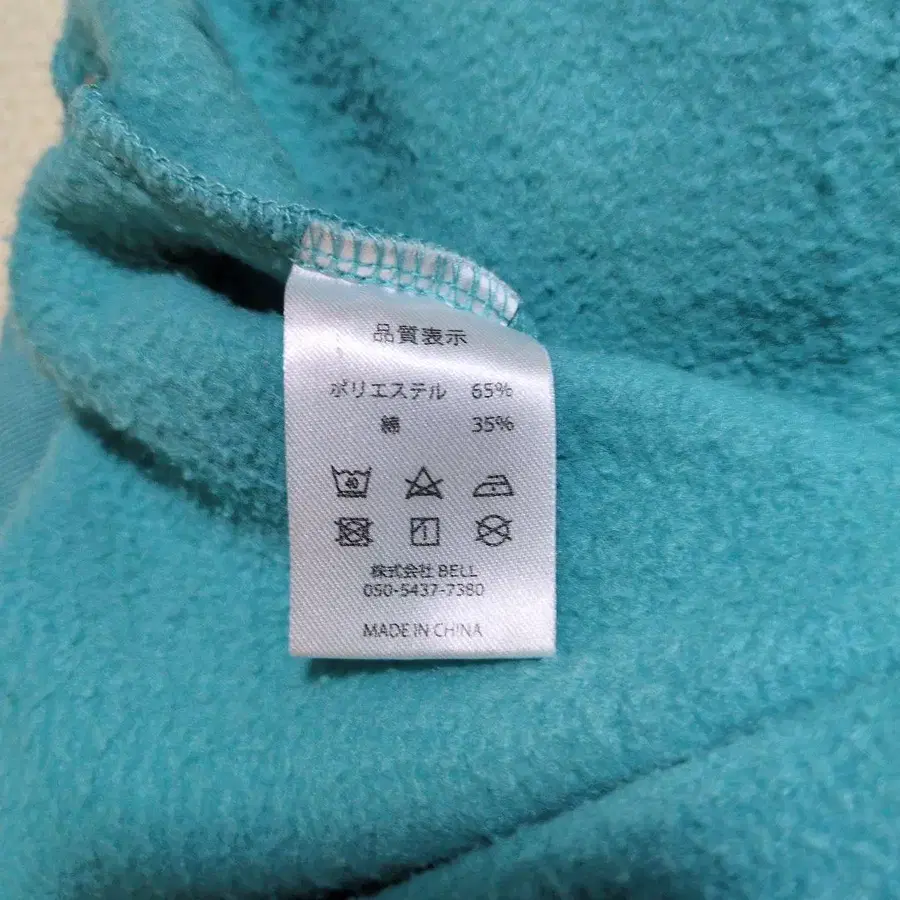 品質表示
ポリエステル 65%
綿 35%
40
株式会社 BELL
050-5437-7380
MADE IN CHINA